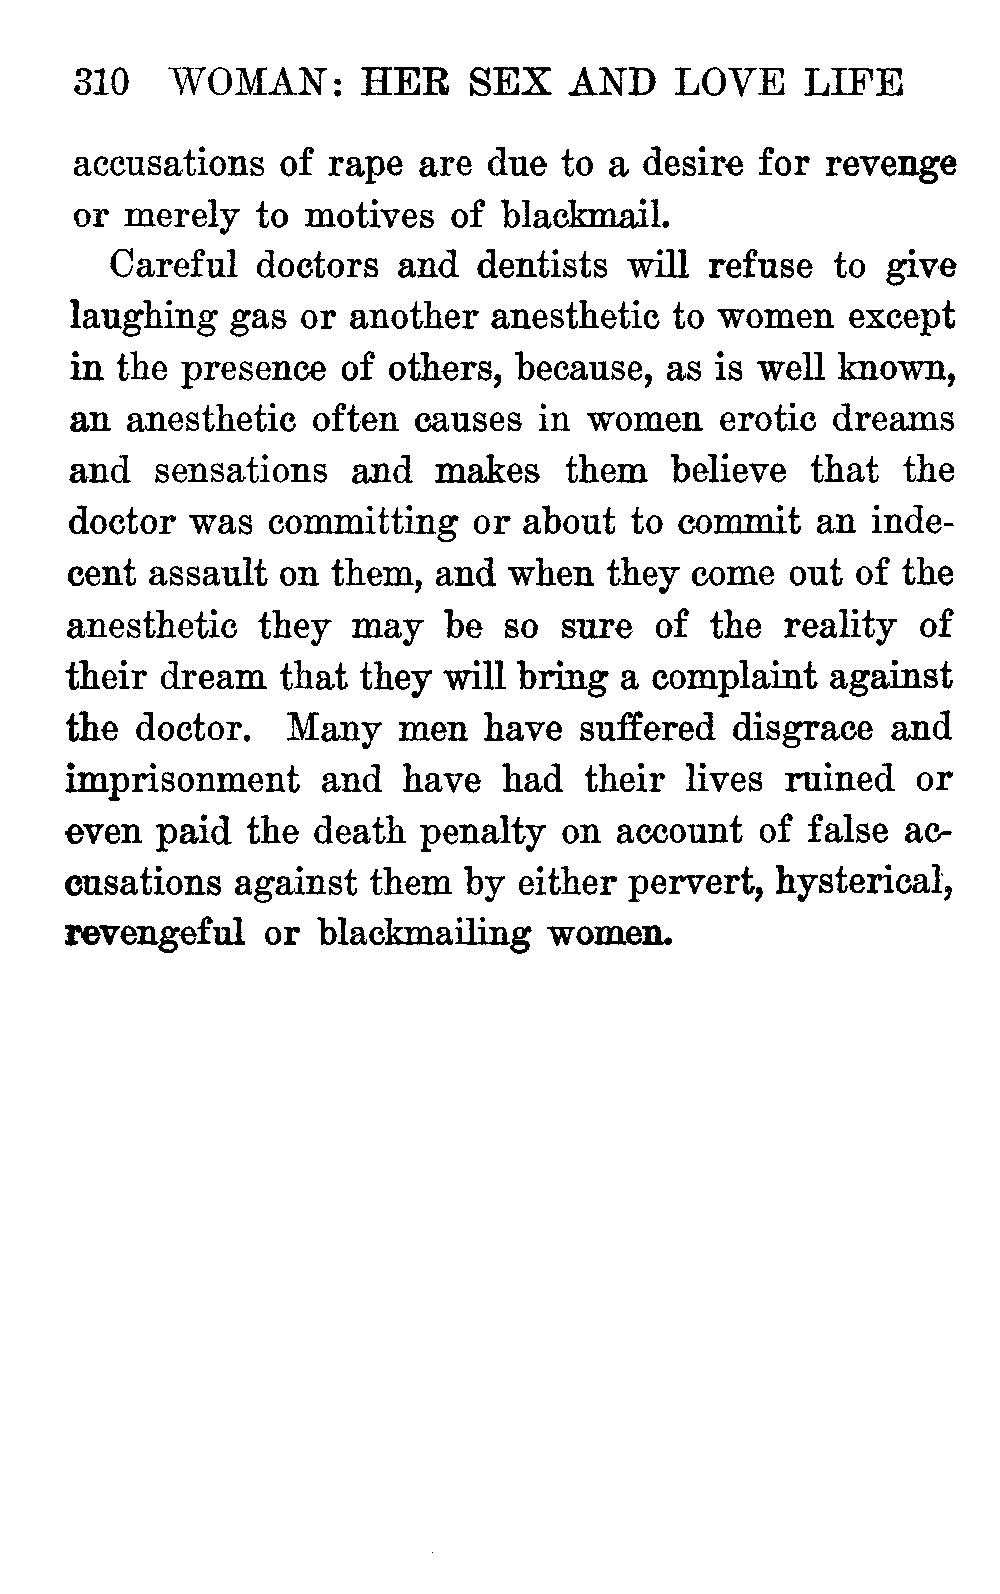 310 WOMAN: HER SEX AND LOVE LIFE
accusations of rape are due to a desire for revenge
or merely to motives of blackmail.
Careful doctors and dentists will refuse to give
laughing gas or another anesthetic to women except
in the presence of others, because, as is well known,
an anesthetic often causes in women erotic dreams
and sensations and makes them believe that the
doctor was committing or about to commit an inde-
cent assault on them, and when they come out of the
anesthetic they may be so sure of the reality of
their dream that they will bring a complaint against
the doctor. Many men have suffered disgrace and
imprisonment and have had their lives ruined or
even paid the death penalty on account of false ac-
cusations against them by either pervert, hysterical,
revengeful or blackmailing women.